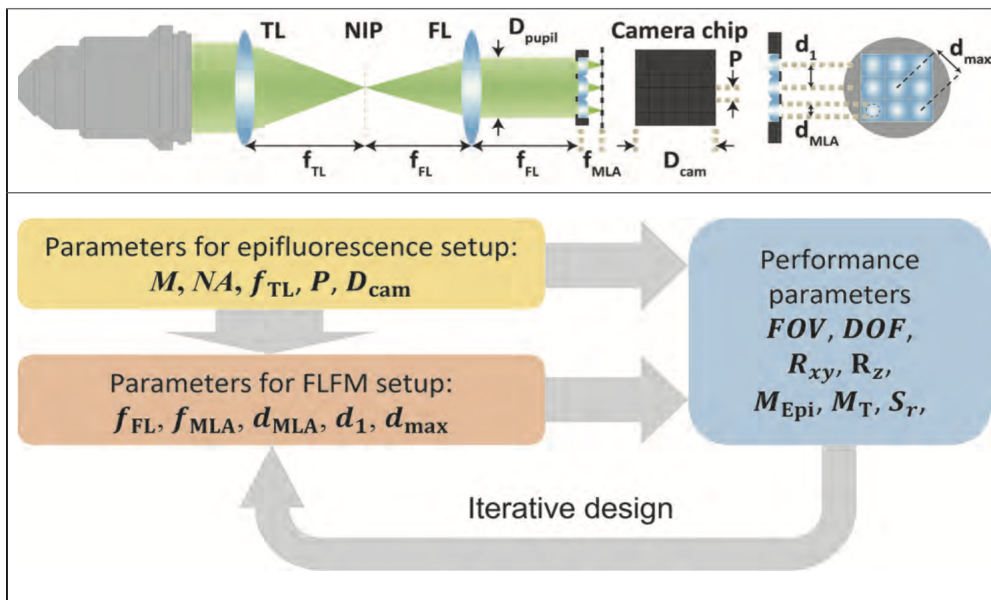 TL NIP FL D_pupil Camera chip d_1 d_max
P
d_MLA
f_TL f_FL f_FL f_MLA D_cam
Parameters for epifluorescence setup:
M, NA, f_TL, P, D_cam
Parameters for FLFM setup:
f_FL, f_MLA, d_MLA, d_1, d_max
Performance
parameters
FOV, DOF,
R_xy, R_z,
M_Epi, M_T, S_r,
Iterative design